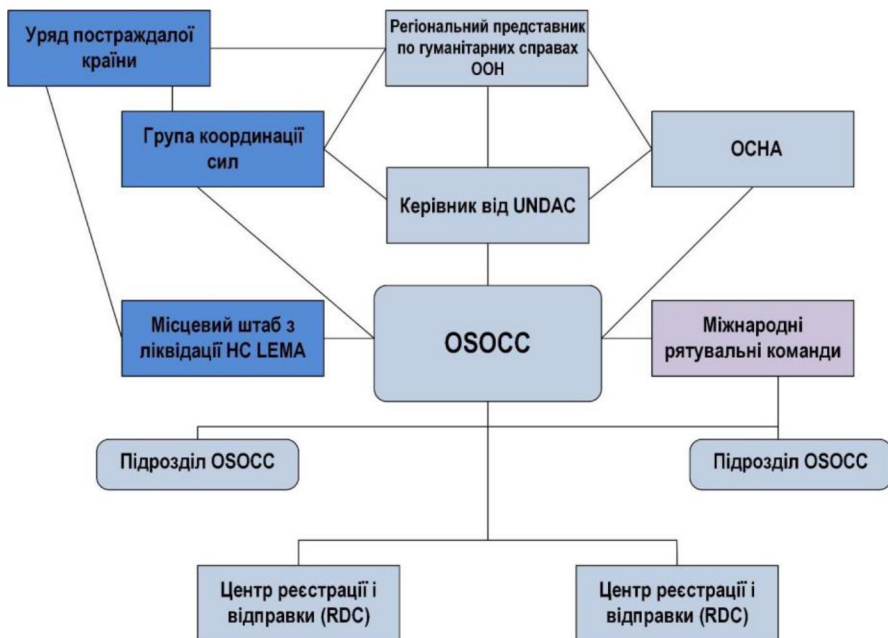 Уряд постраждалої
країни
Регіональний представник
по гуманітарних справах
ООН
Група координації
сил
Керівник від UNDAC
ОСНА
Місцевий штаб з
ліквідації НС LEMA
OSOCC
Міжнародні
рятувальні команди
Підрозділ OSOCC
Підрозділ OSOCC
Центр реєстрації і
відправки (RDC)
Центр реєстрації і
відправки (RDC)